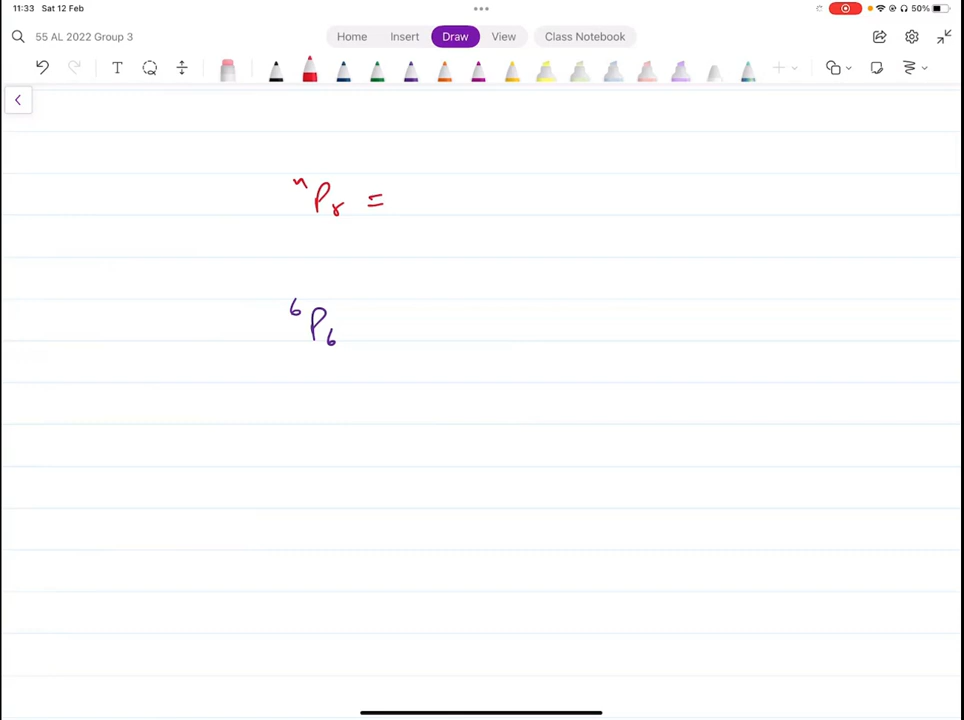 11:33 Sat 12 Feb 50%
55 AL 2022 Group 3 Home Insert Draw View Class Notebook
T
ⁿPᵣ =
⁶P₆